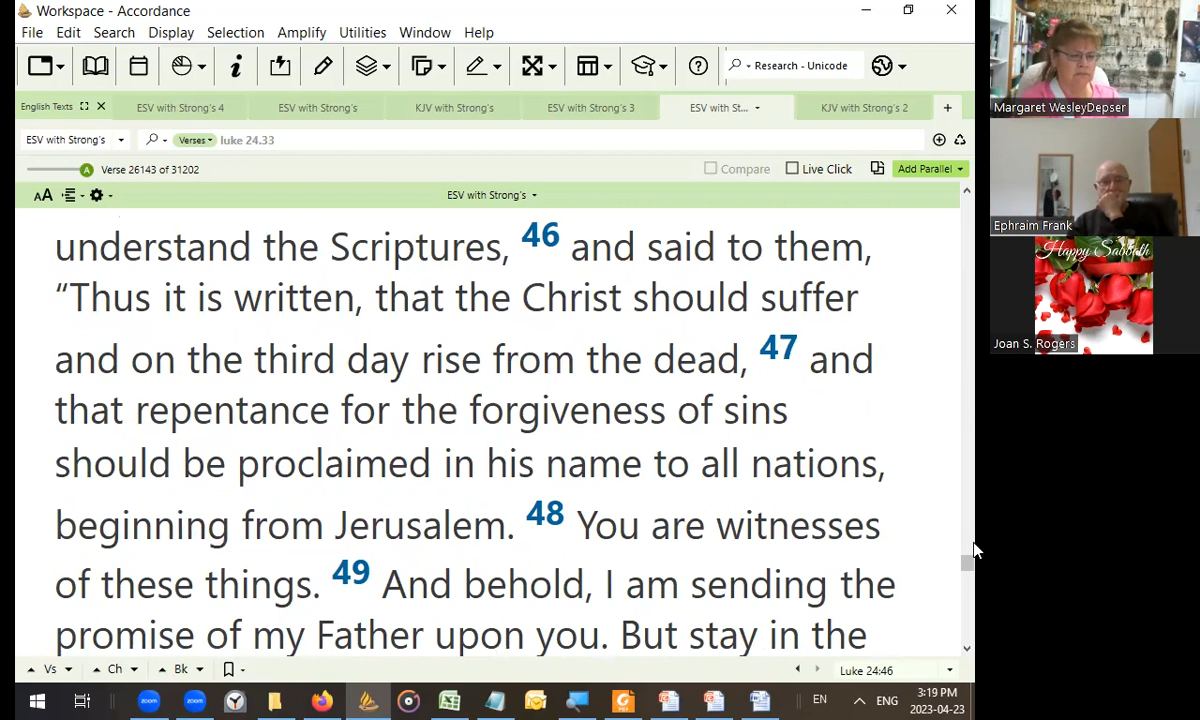 Workspace - Accordance
File Edit Search Display Selection Amplify Utilities Window Help
Research - Unicode
English Texts ESV with Strong's 4 ESV with Strong's KJV with Strong's ESV with Strong's 3 ESV with St... KJV with Strong's 2
ESV with Strong's Verses luke 24.33
A Verse 26143 of 31202 Compare Live Click Add Parallel
AA ESV with Strong's
understand the Scriptures, 46 and said to them,
“Thus it is written, that the Christ should suffer
and on the third day rise from the dead, 47 and
that repentance for the forgiveness of sins
should be proclaimed in his name to all nations,
beginning from Jerusalem. 48 You are witnesses
of these things. 49 And behold, I am sending the
promise of my Father upon you. But stay in the
Vs Ch Bk Luke 24:46
zoom zoom EN ENG 3:19 PM
2023-04-23
Margaret WesleyDepser
Ephraim Frank
Happy Sabbath
Joan S. Rogers